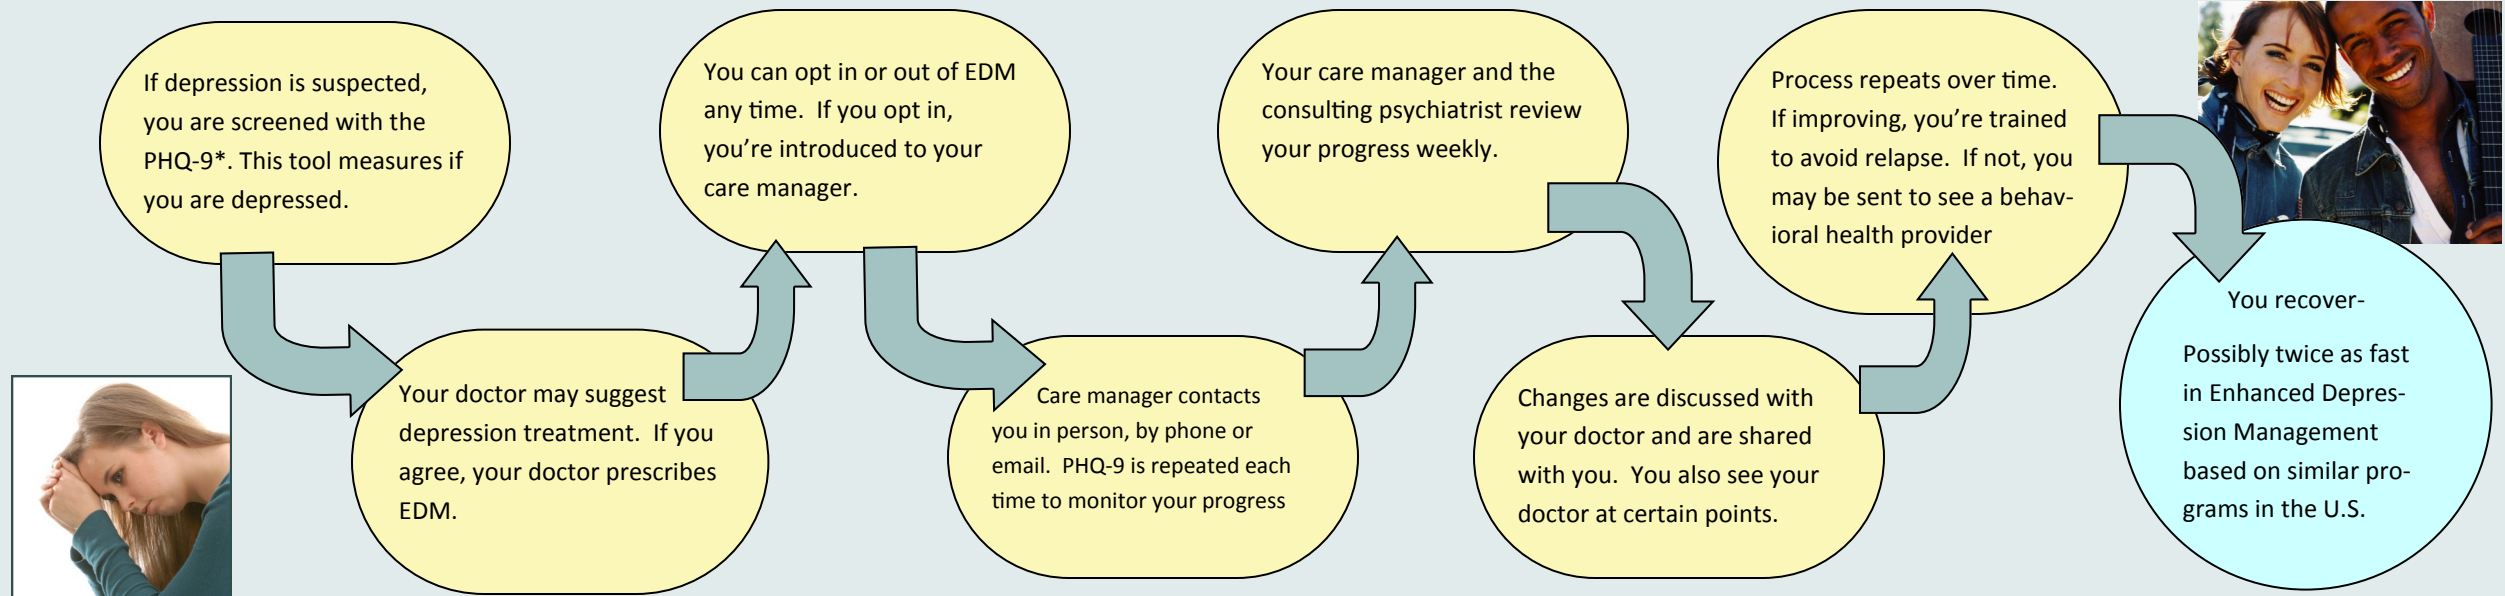 If depression is suspected,
you are screened with the
PHQ-9*. This tool measures if
you are depressed.
Your doctor may suggest
depression treatment.  If you
agree, your doctor prescribes
EDM.
You can opt in or out of EDM
any time.  If you opt in,
you’re introduced to your
care manager.
Care manager contacts
you in person, by phone or
email.  PHQ-9 is repeated each
time to monitor your progress
Your care manager and the
consulting psychiatrist review
your progress weekly.
Changes are discussed with
your doctor and are shared
with you.  You also see your
doctor at certain points.
Process repeats over time.
If improving, you’re trained
to avoid relapse.  If not, you
may be sent to see a behav-
ioral health provider
You recover-
Possibly twice as fast
in Enhanced Depres-
sion Management
based on similar pro-
grams in the U.S.